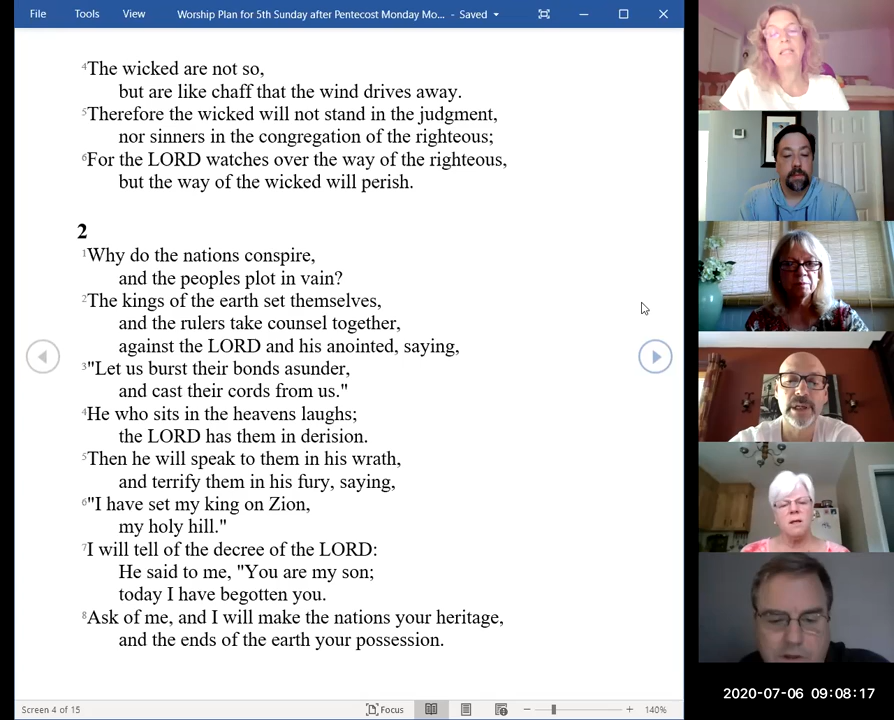 File Tools View Worship Plan for 5th Sunday after Pentecost Monday Mo... - Saved
4The wicked are not so,
but are like chaff that the wind drives away.
5Therefore the wicked will not stand in the judgment,
nor sinners in the congregation of the righteous;
6For the LORD watches over the way of the righteous,
but the way of the wicked will perish.
2
1Why do the nations conspire,
and the peoples plot in vain?
2The kings of the earth set themselves,
and the rulers take counsel together,
against the LORD and his anointed, saying,
3"Let us burst their bonds asunder,
and cast their cords from us."
4He who sits in the heavens laughs;
the LORD has them in derision.
5Then he will speak to them in his wrath,
and terrify them in his fury, saying,
6"I have set my king on Zion,
my holy hill."
7I will tell of the decree of the LORD:
He said to me, "You are my son;
today I have begotten you.
8Ask of me, and I will make the nations your heritage,
and the ends of the earth your possession.
Screen 4 of 15 Focus 140%
2020-07-06 09:08:17